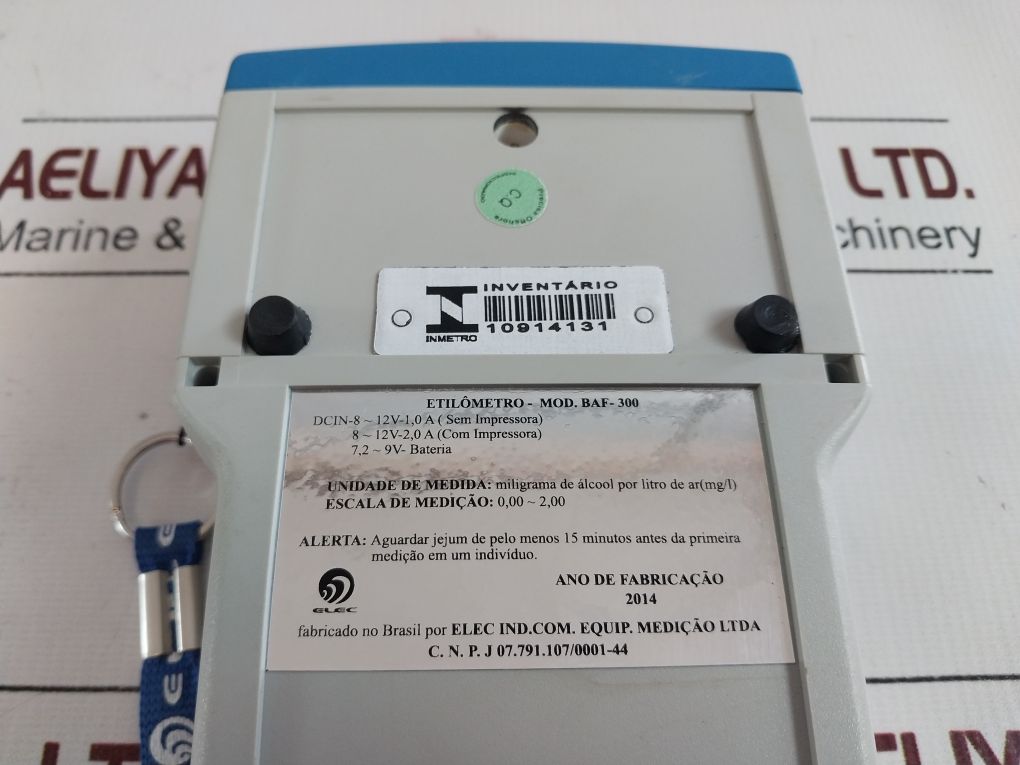 AELIYA LTD.
Marine & chinery
C.Q
Precisa Offshore
INVENTÁRIO
10914131
INMETRO
ETILÔMETRO - MOD. BAF- 300
DCIN-8 ~ 12V-1,0 A ( Sem Impressora)
8 ~ 12V-2,0 A (Com Impressora)
7,2 ~ 9V- Bateria
UNIDADE DE MEDIDA: miligrama de álcool por litro de ar(mg/l)
ESCALA DE MEDIÇÃO: 0,00 ~ 2,00
ALERTA: Aguardar jejum de pelo menos 15 minutos antes da primeira
medição em um indivíduo.
ELEC
ANO DE FABRICAÇÃO
2014
fabricado no Brasil por ELEC IND.COM. EQUIP. MEDIÇÃO LTDA
C. N. P. J 07.791.107/0001-44